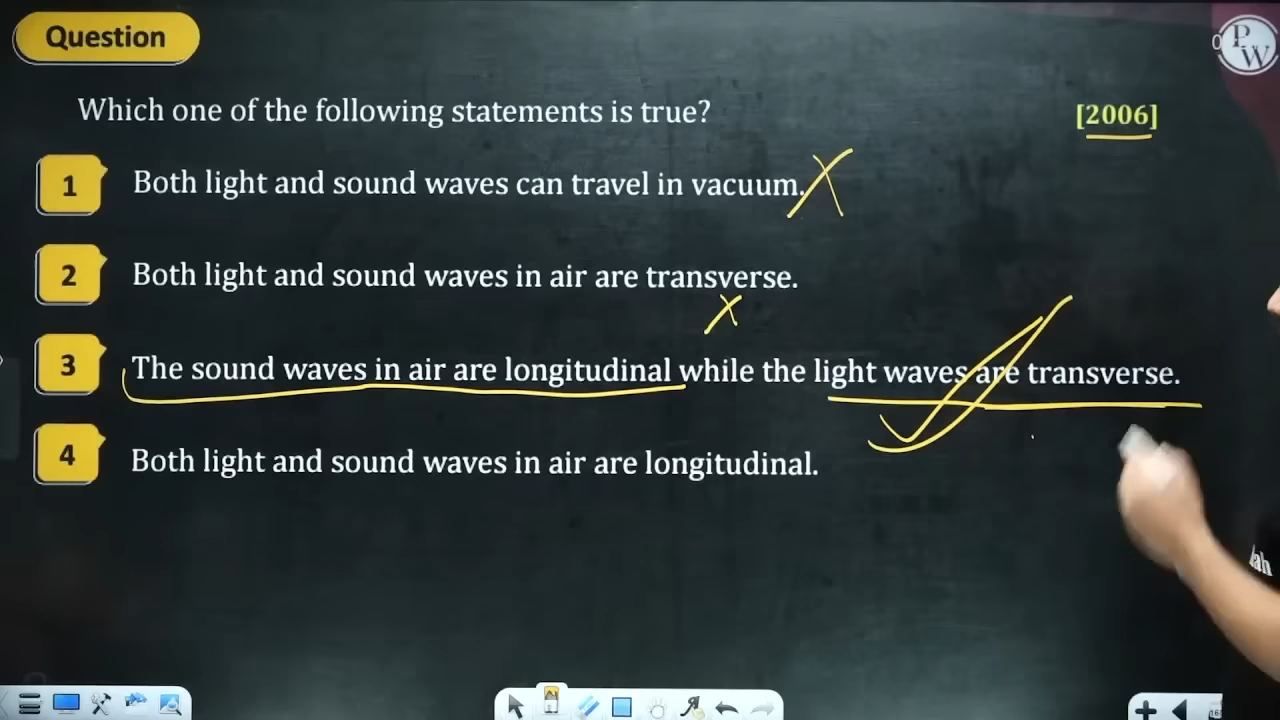 Question
PW
Which one of the following statements is true?
[2006]
1
Both light and sound waves can travel in vacuum.
2
Both light and sound waves in air are transverse.
3
The sound waves in air are longitudinal while the light waves are transverse.
4
Both light and sound waves in air are longitudinal.